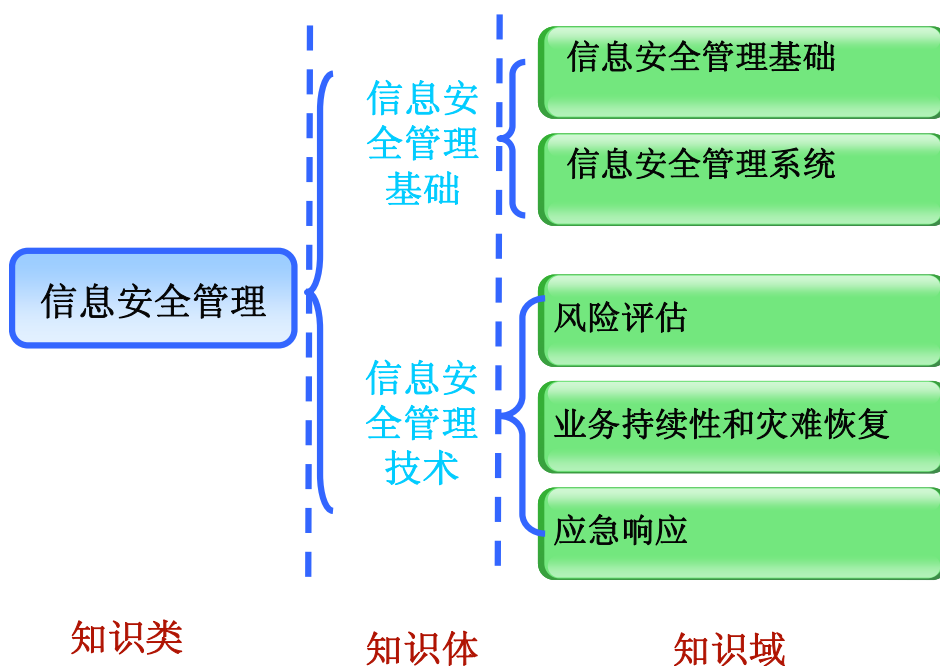 信息安全管理
信息安
全管理
基础
信息安
全管理
技术
信息安全管理基础
信息安全管理系统
风险评估
业务持续性和灾难恢复
应急响应
知识类
知识体
知识域